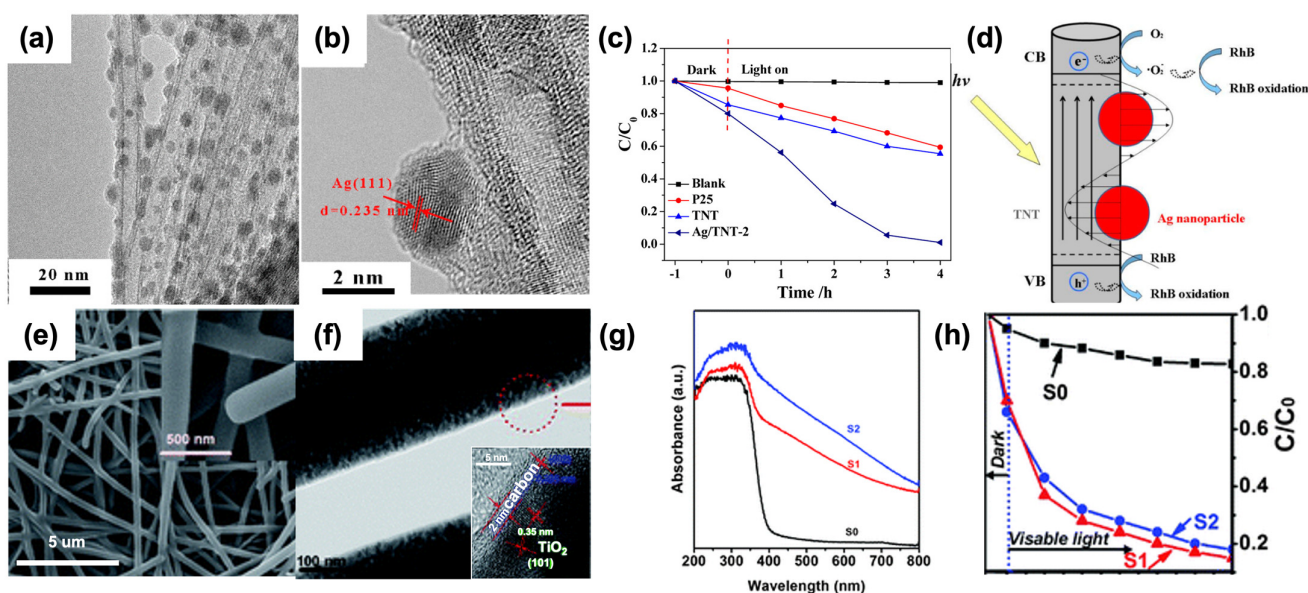 (a)
20 nm
(b)
Ag(111)
d=0.235 nm
2 nm
(c)
1.2
1.0
0.8
0.6
0.4
0.2
0.0
C/C0
Dark
Light on
Blank
P25
TNT
Ag/TNT-2
-1
0
1
2
3
4
Time /h
(d)
hν
CB
e⁻
O₂
·O₂⁻
RhB
RhB oxidation
TNT
Ag nanoparticle
VB
h⁺
RhB
RhB oxidation
(e)
500 nm
5 um
(f)
100 nm
5 nm
carbon
2 nm
0.35 nm
TiO₂
(101)
(g)
Absorbance (a.u.)
S2
S1
S0
200
300
400
500
600
700
800
Wavelength (nm)
(h)
S0
Dark
Visable light
S2
S1
1.0
0.8
0.6
0.4
0.2
C/C0